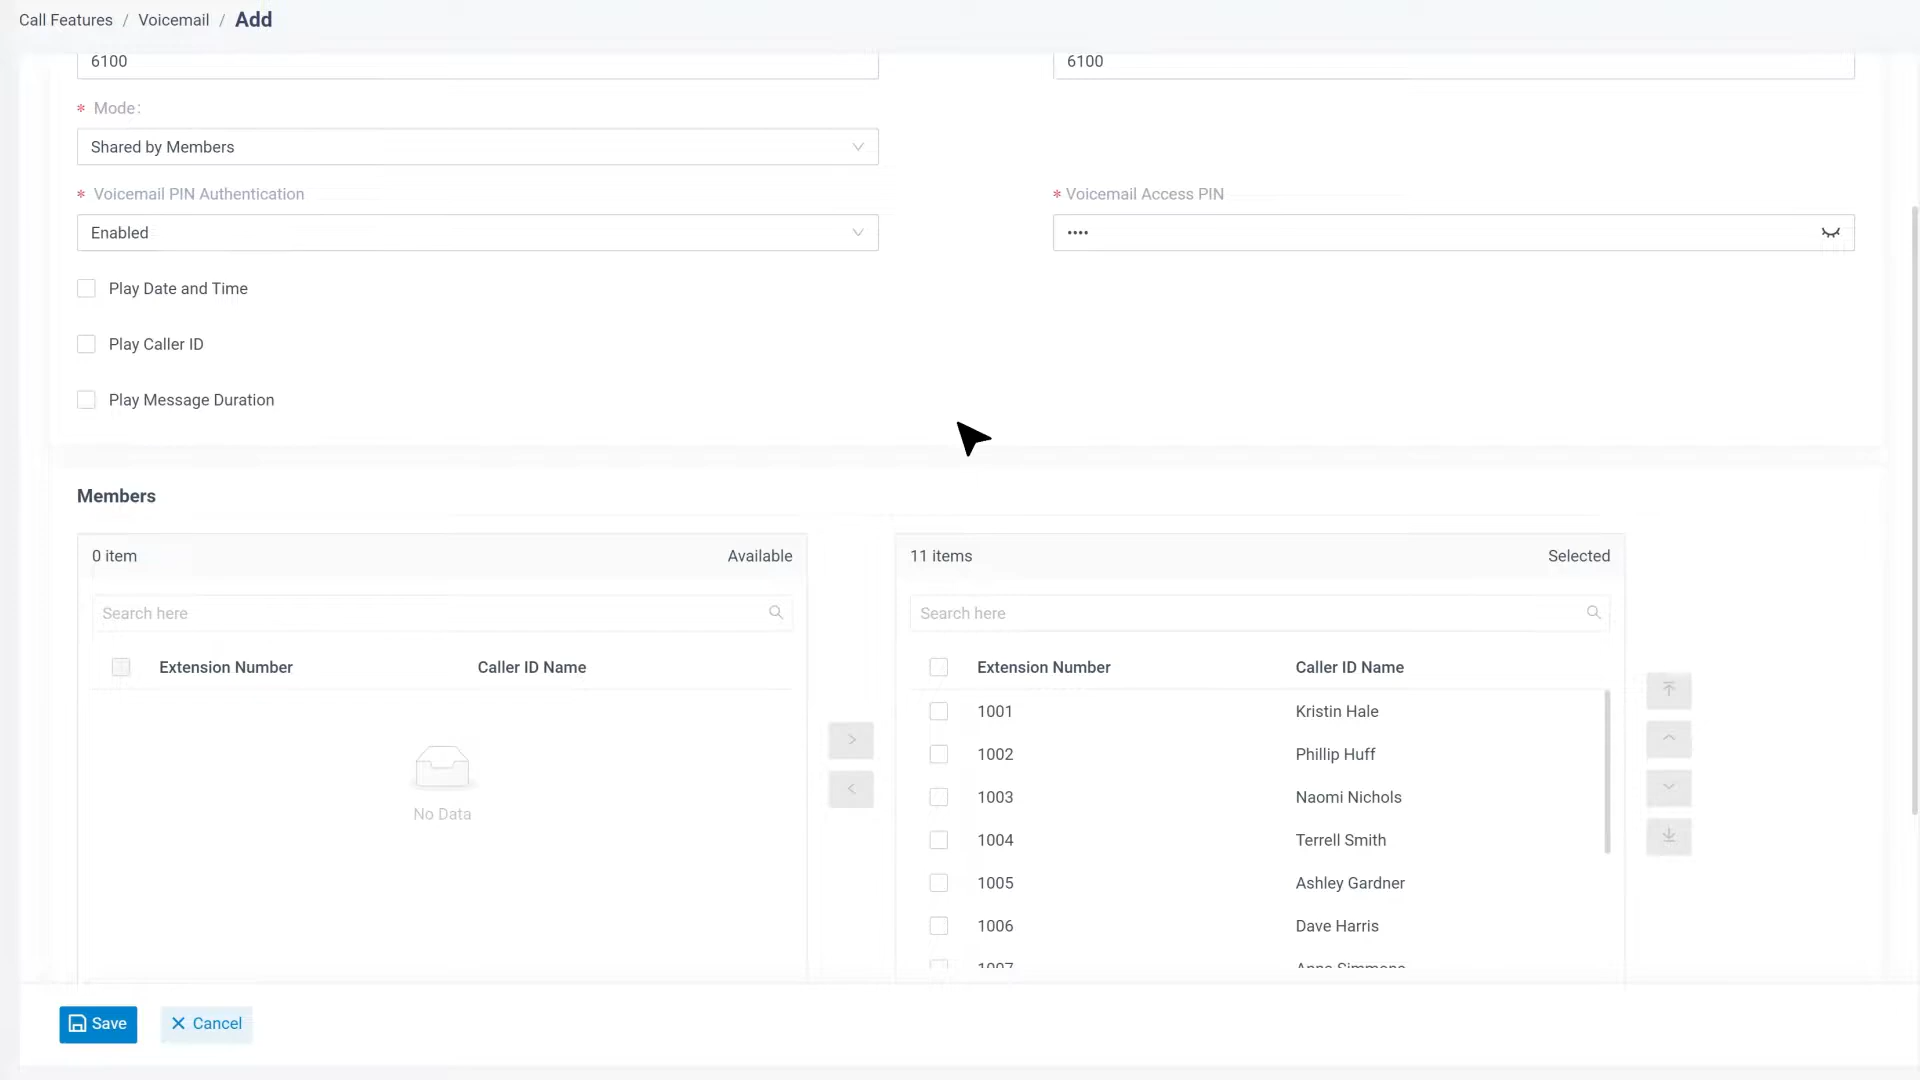 Call Features / Voicemail / Add
6100 6100
* Mode:
Shared by Members
* Voicemail PIN Authentication * Voicemail Access PIN
Enabled ••••
Play Date and Time
Play Caller ID
Play Message Duration
Members
0 item Available 11 items Selected
Search here Search here
Extension Number Caller ID Name Extension Number Caller ID Name
1001 Kristin Hale
1002 Phillip Huff
1003 Naomi Nichols
1004 Terrell Smith
No Data
1005 Ashley Gardner
1006 Dave Harris
1007
Save Cancel